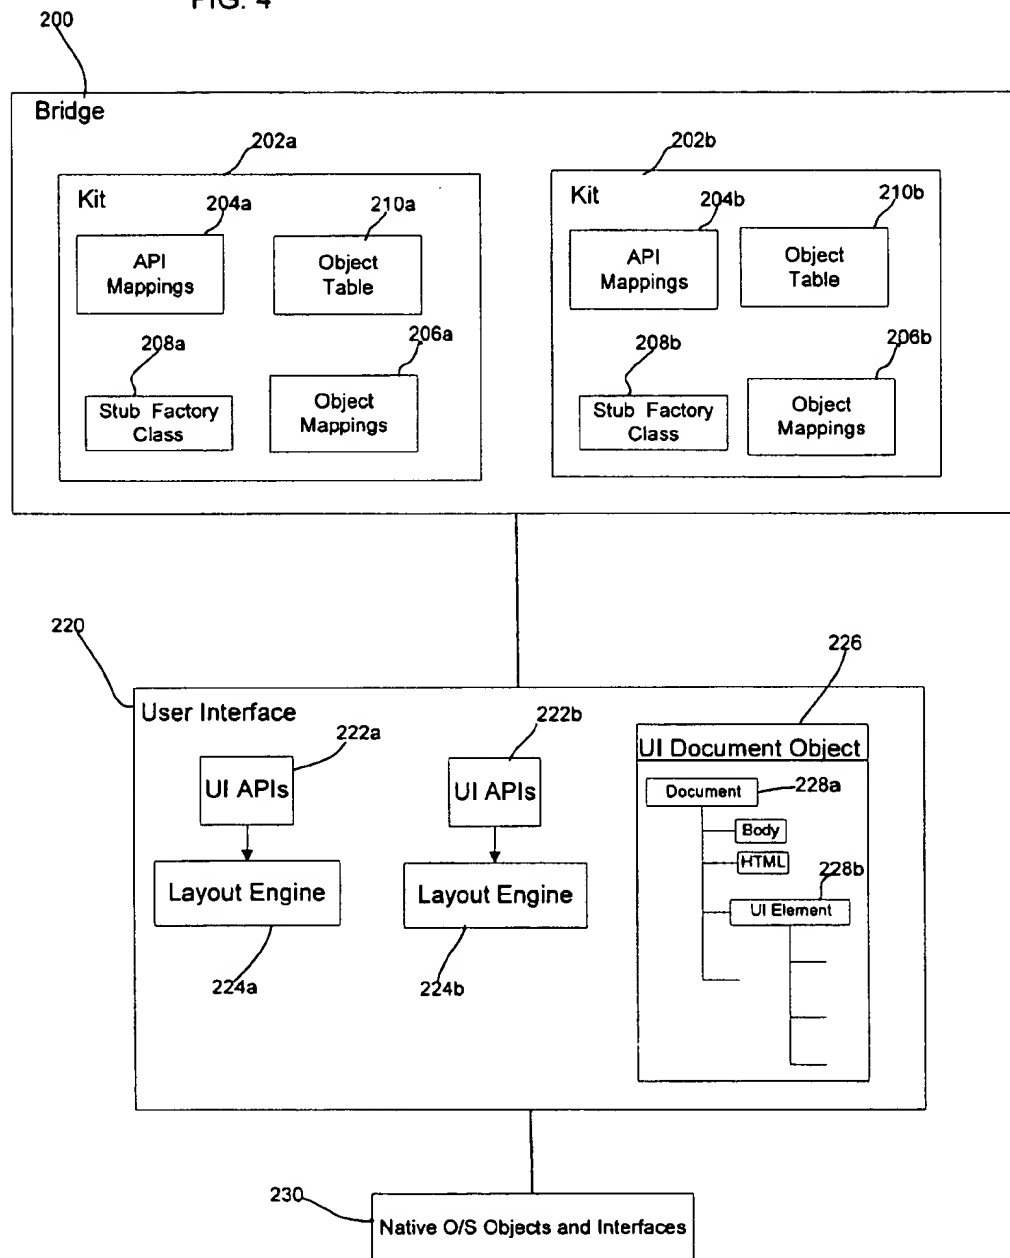 FIG. 4
200
Bridge
202a
202b
Kit
204a
210a
API
Mappings
Object
Table
208a
206a
Stub Factory
Class
Object
Mappings
Kit
204b
210b
API
Mappings
Object
Table
208b
206b
Stub Factory
Class
Object
Mappings
220
226
User Interface
222a
222b
UI APIs
UI APIs
Layout Engine
Layout Engine
224a
224b
UI Document Object
Document
228a
Body
HTML
228b
UI Element
230
Native O/S Objects and Interfaces